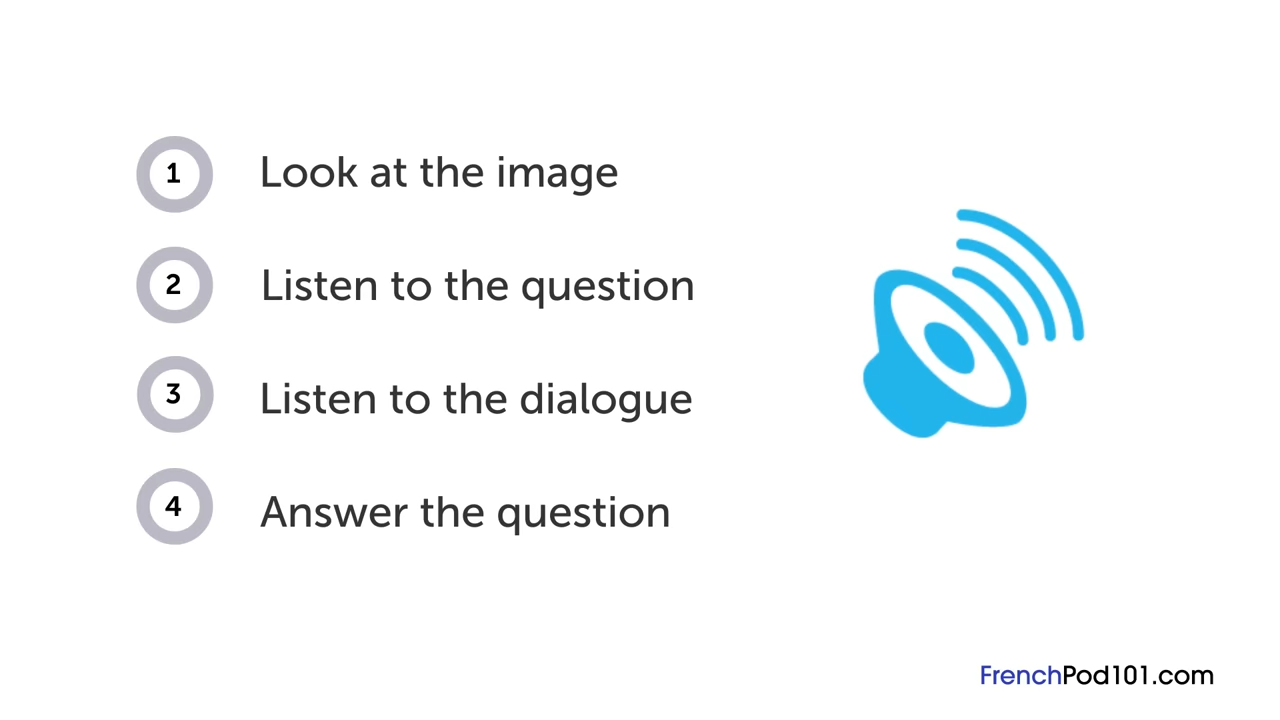 1 Look at the image
2 Listen to the question
3 Listen to the dialogue
4 Answer the question
FrenchPod101.com